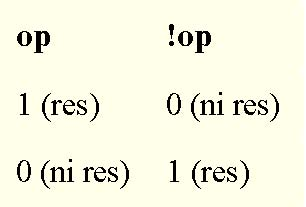 op !op
1 (res) 0 (ni res)
0 (ni res) 1 (res)